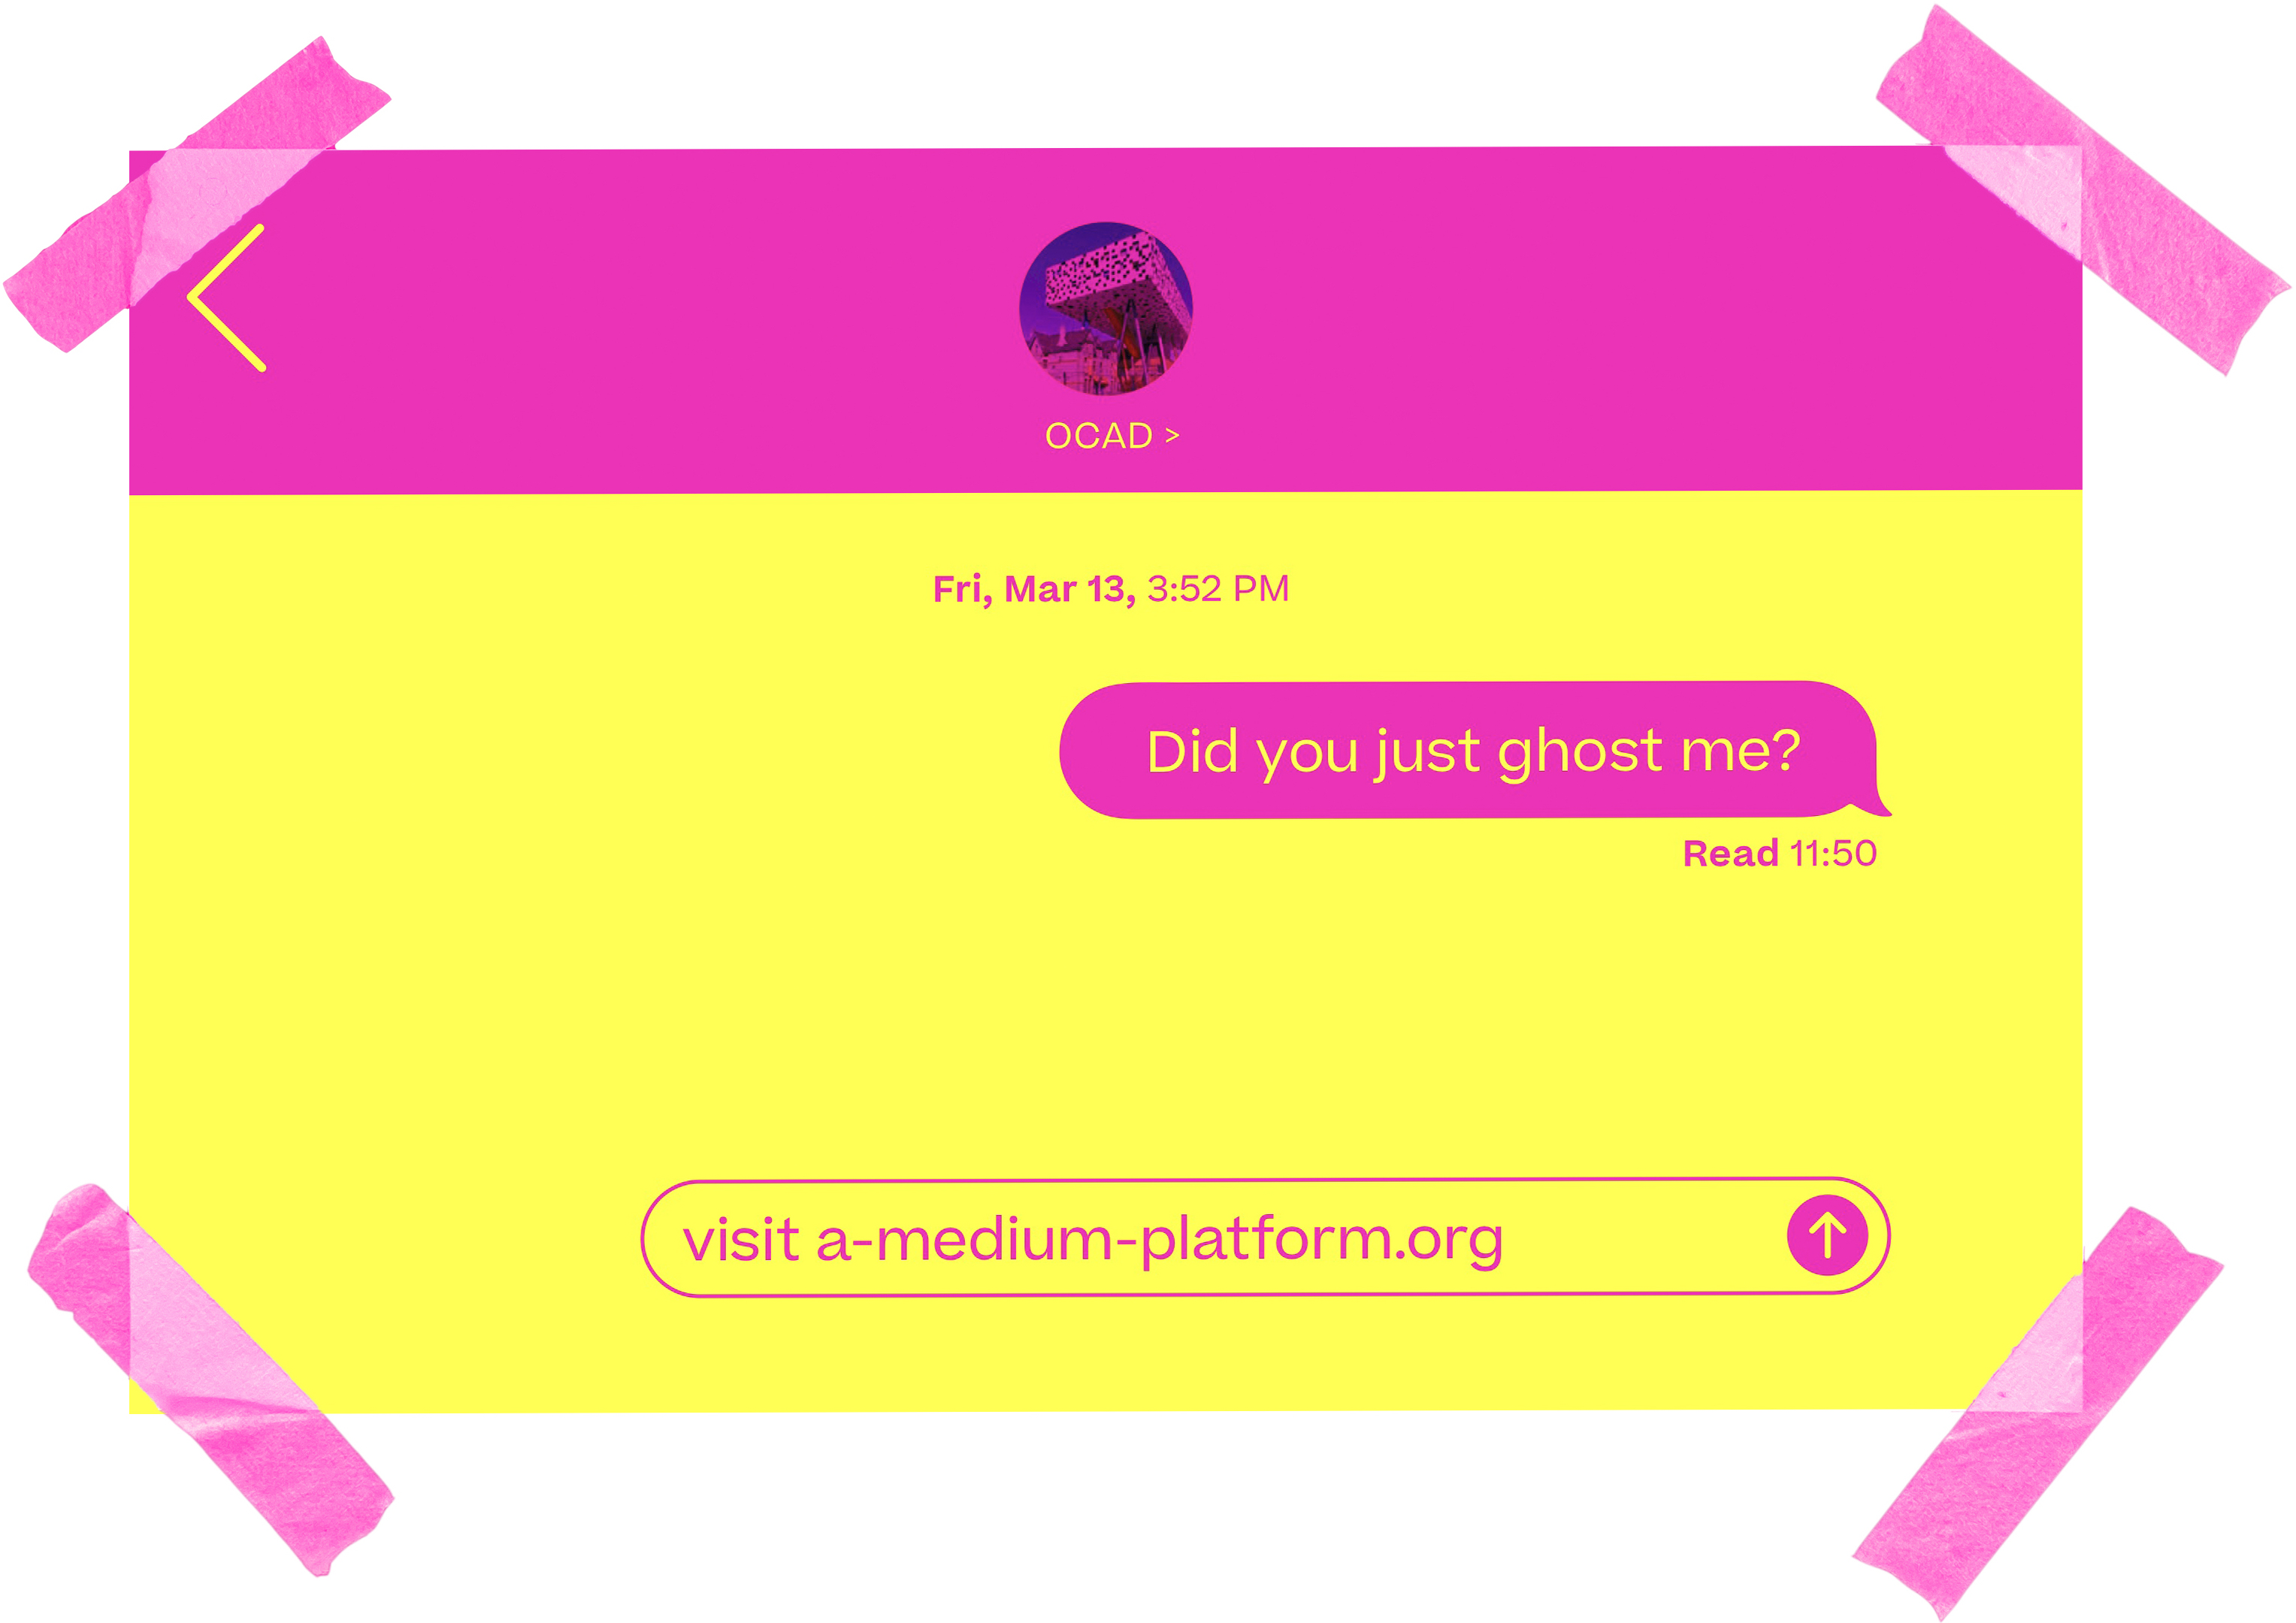 OCAD >
Fri, Mar 13, 3:52 PM
Did you just ghost me?
Read 11:50
visit a-medium-platform.org